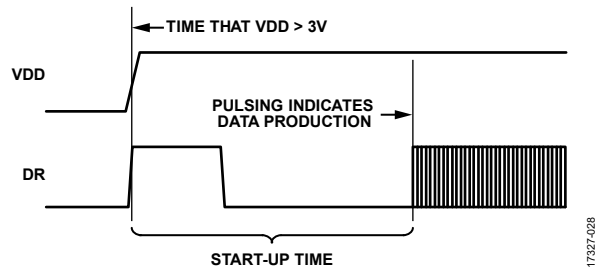 TIME THAT VDD > 3V
VDD
PULSING INDICATES
DATA PRODUCTION
DR
START-UP TIME
17327-028